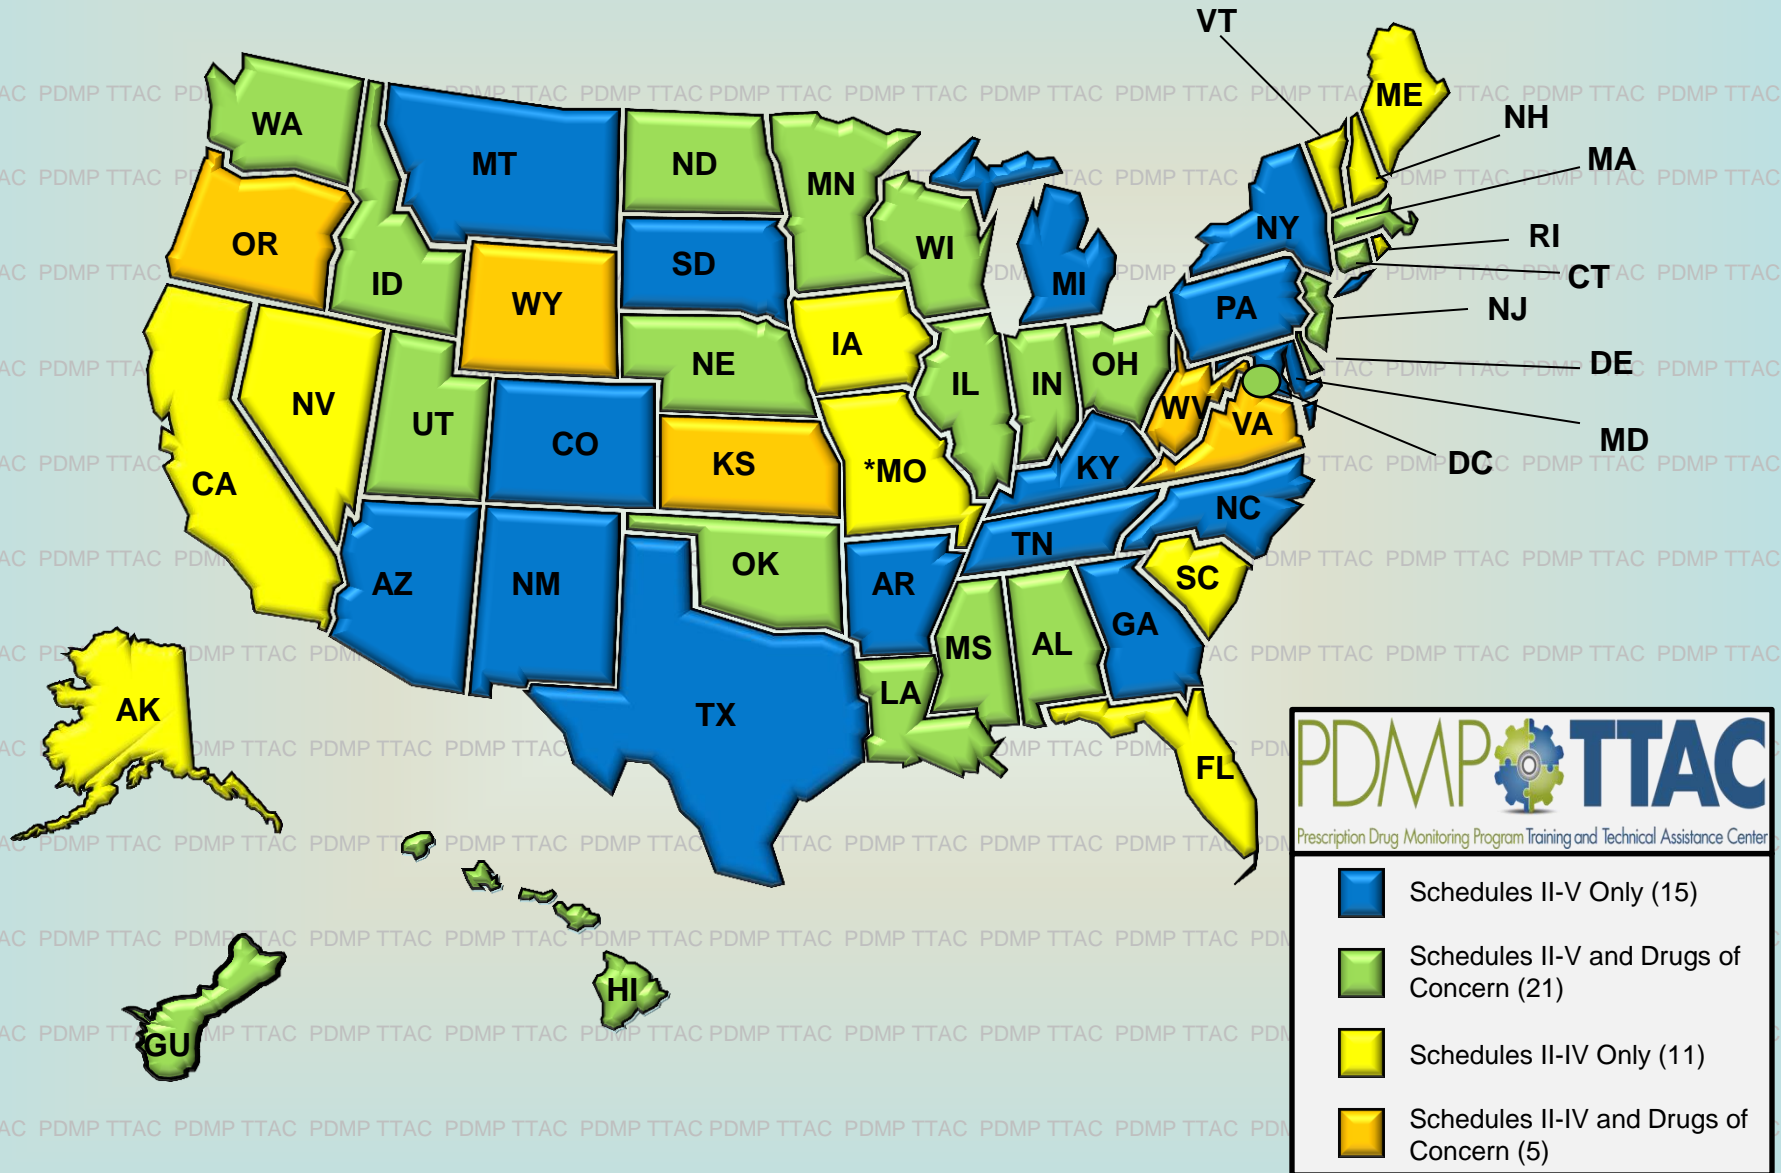 VT
ME
NH
MA
RI
CT
NJ
DE
MD
DC
WA
MT
ND
MN
OR
ID
WY
SD
WI
MI
NY
PA
NV
CA
UT
CO
NE
IA
IL
IN
OH
WV
VA
KS
*MO
KY
NC
TN
AZ
NM
OK
AR
SC
GA
MS
AL
TX
LA
FL
AK
HI
GU
PDMP TTAC
Prescription Drug Monitoring Program Training and Technical Assistance Center
Schedules II-V Only (15)
Schedules II-V and Drugs of
Concern (21)
Schedules II-IV Only (11)
Schedules II-IV and Drugs of
Concern (5)